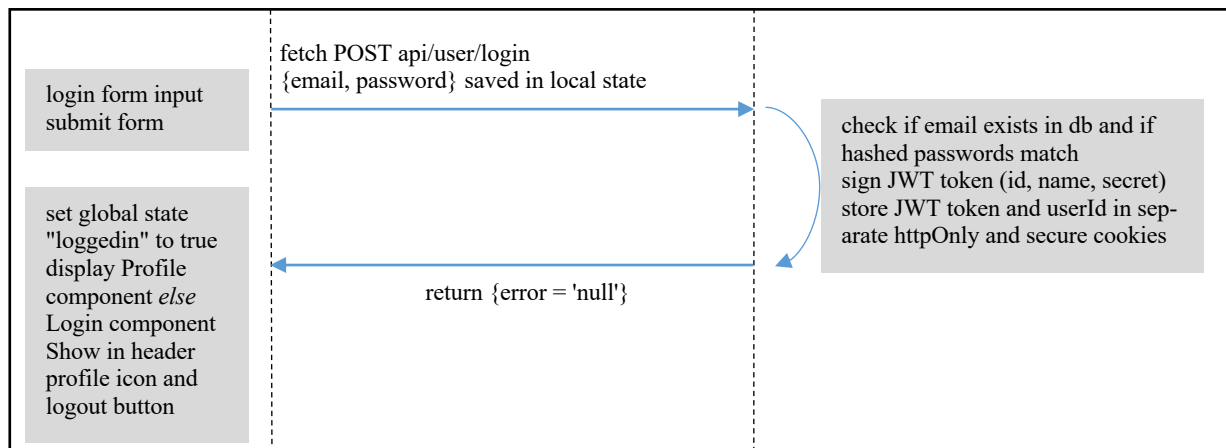 fetch POST api/user/login
{email, password} saved in local state
login form input
submit form
check if email exists in db and if
hashed passwords match
sign JWT token (id, name, secret)
store JWT token and userId in sep-
arate httpOnly and secure cookies
set global state
"loggedin" to true
display Profile
component else
Login component
Show in header
profile icon and
logout button
return {error = 'null'}